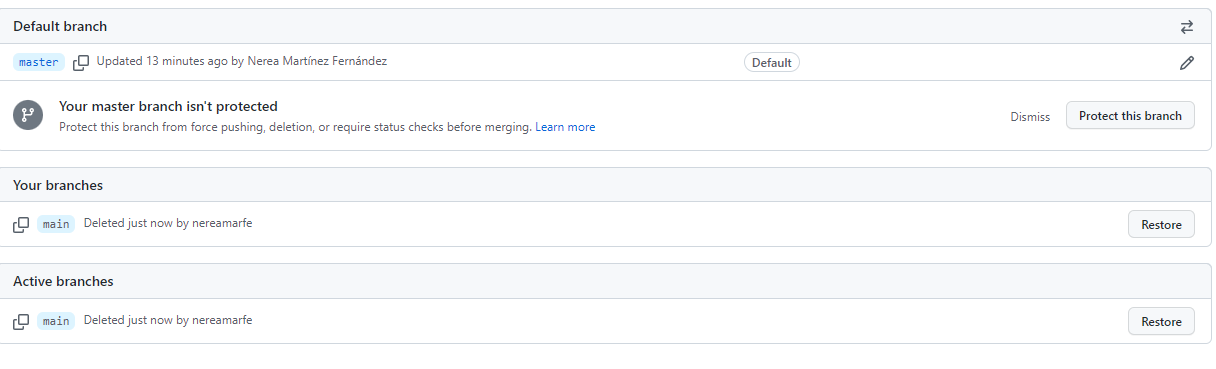 Default branch
master Updated 13 minutes ago by Nerea Martínez Fernández Default
Your master branch isn't protected
Protect this branch from force pushing, deletion, or require status checks before merging. Learn more
Dismiss Protect this branch
Your branches
main Deleted just now by nereamarfe Restore
Active branches
main Deleted just now by nereamarfe Restore